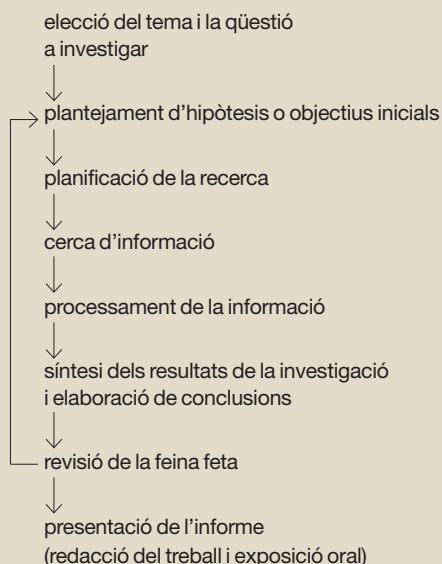 elecció del tema i la qüestió
a investigar
plantejament d’hipòtesis o objectius inicials
planificació de la recerca
cerca d’informació
processament de la informació
síntesi dels resultats de la investigació
i elaboració de conclusions
revisió de la feina feta
presentació de l’informe
(redacció del treball i exposició oral)